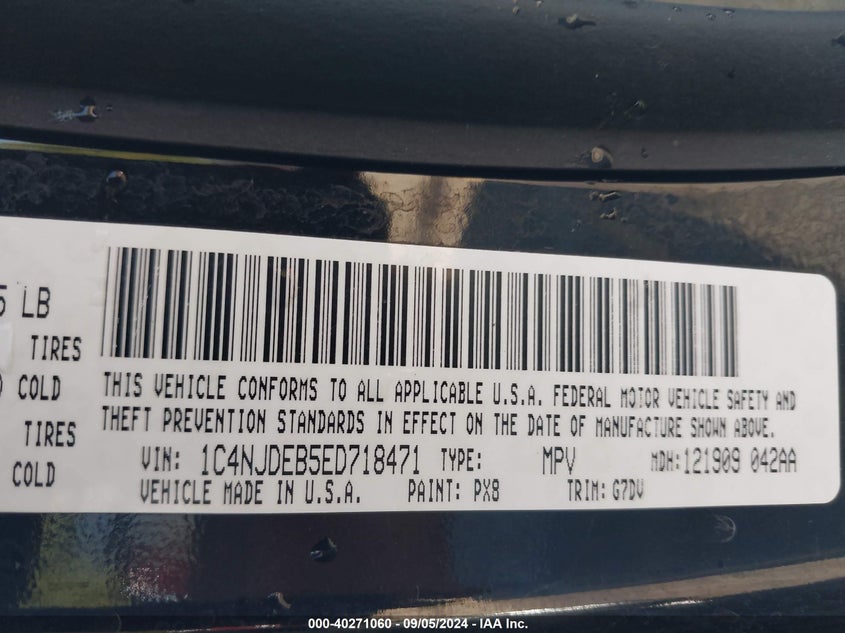 5 LB
TIRES
COLD
TIRES
COLD
THIS VEHICLE CONFORMS TO ALL APPLICABLE U.S.A. FEDERAL MOTOR VEHICLE SAFETY AND
THEFT PREVENTION STANDARDS IN EFFECT ON THE DATE OF MANUFACTURE SHOWN ABOVE.
VIN: 1C4NJDEB5ED718471 TYPE: MPV MDH:121909 042AA
VEHICLE MADE IN U.S.A. PAINT: PX8 TRIM: G7DV
000-40271060 - 09/05/2024 - IAA Inc.